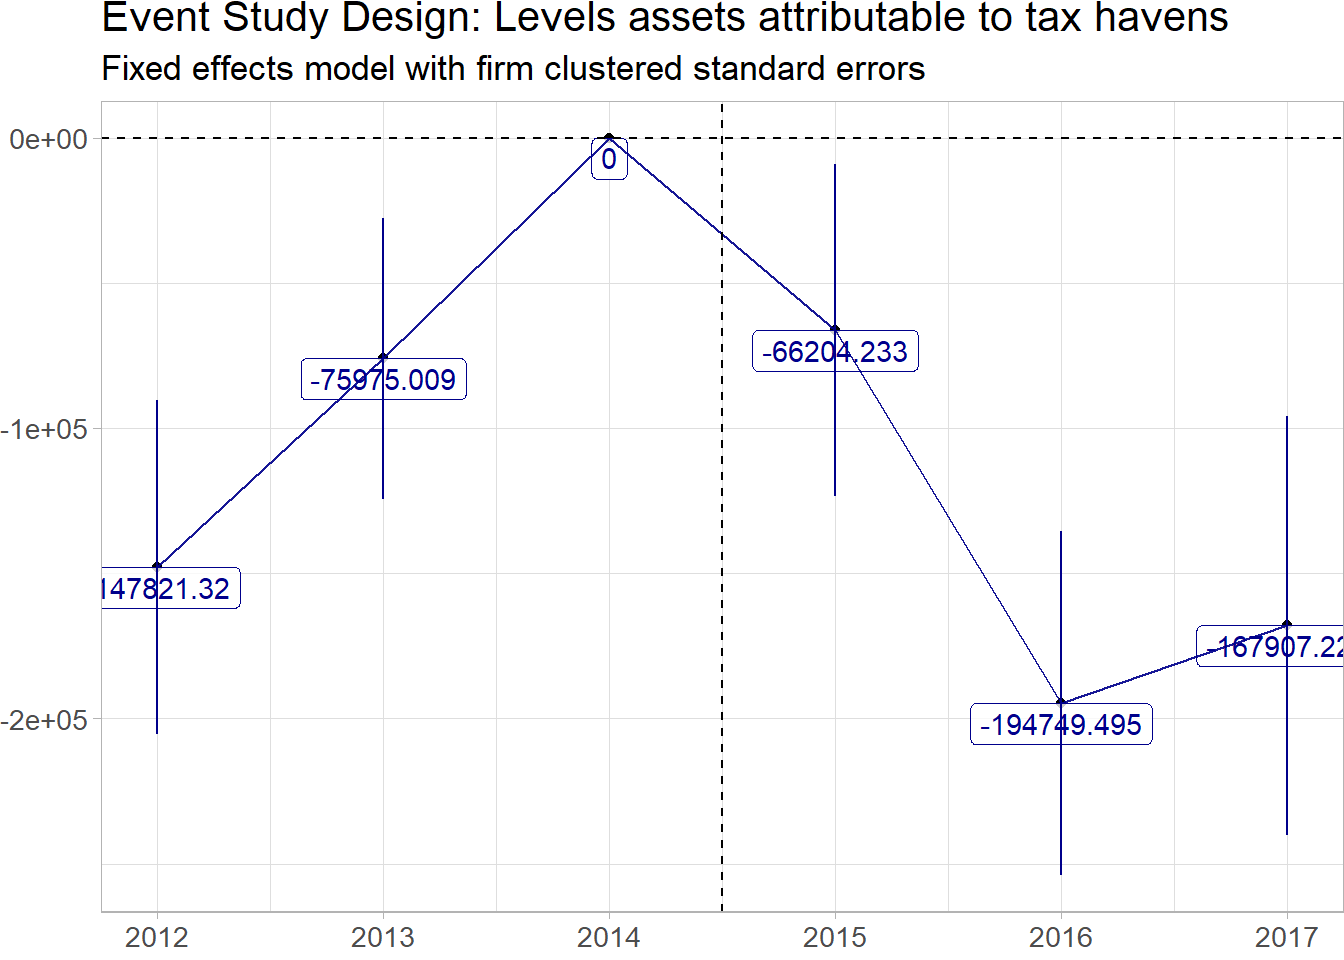 Event Study Design: Levels assets attributable to tax havens
Fixed effects model with firm clustered standard errors
0e+00
0
-66204.233
-75975.009
-1e+05
147821.32
-167907.22
-2e+05
-194749.495
2012 2013 2014 2015 2016 2017